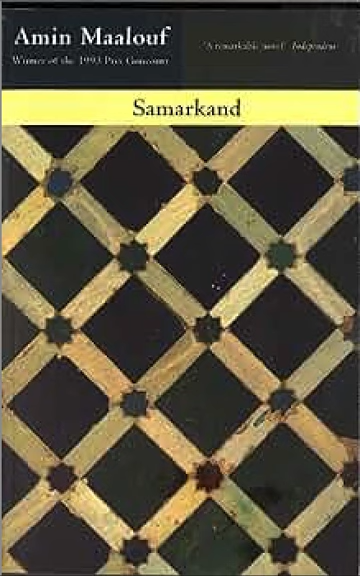 Amin Maalouf
Winner of the 1993 Prix Goncourt
'A remarkable novel' Independent
Samarkand